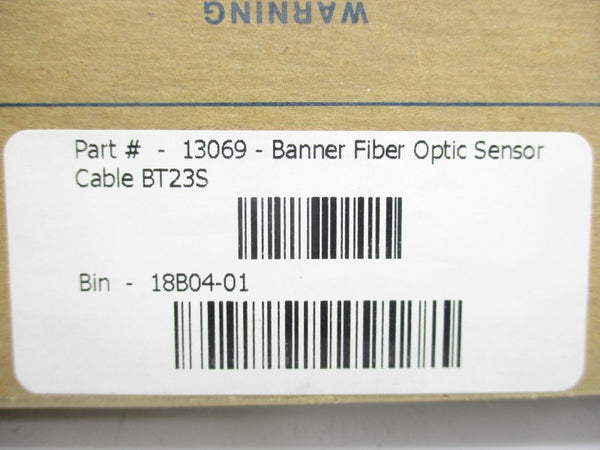 WARNING
Part # - 13069 - Banner Fiber Optic Sensor
Cable BT23S
Bin - 18B04-01